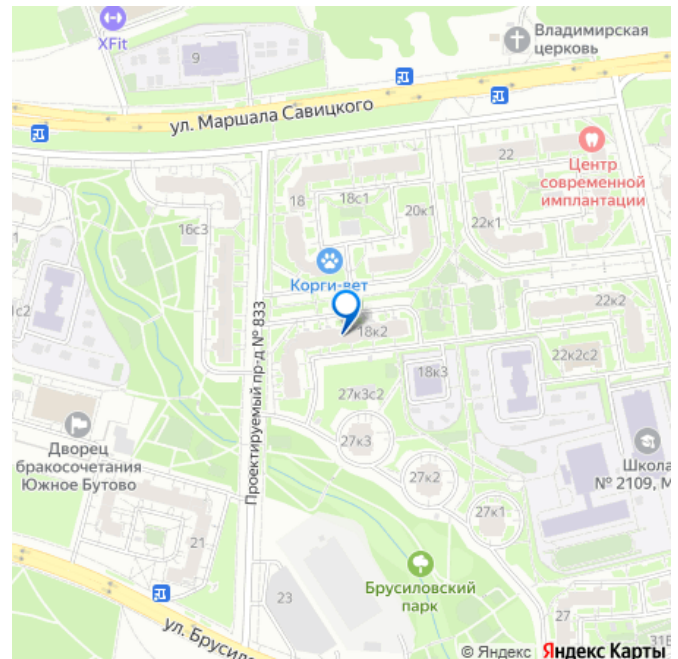 XFit
9
Владимирская
церковь
ул. Маршала Савицкого
22
Центр
современной
имплантации
18
18с1
20к1
22к1
16с3
Корги-вет
1с2
22к2
18к2
Проектируемый пр-д № 833
22к2с2
18к3
27к3с2
Дворец
бракосочетания
Южное Бутово
27к3
27к2
Школа
№ 2109, М
27к1
21
Брусиловский
парк
23
27
ул. Брусило
31В
© Яндекс Яндекс Карты